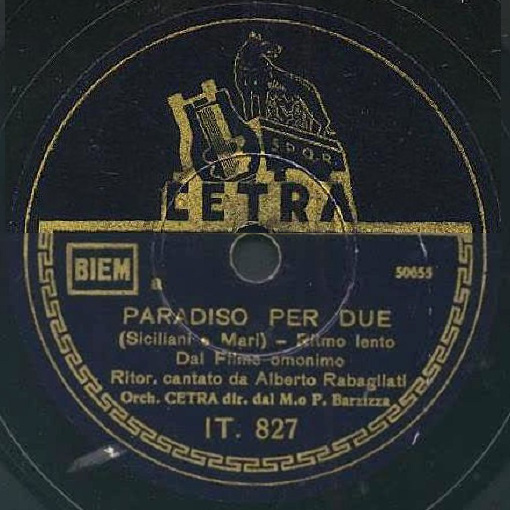 S.P.Q.R
CETRA
BIEM a 50655
PARADISO PER DUE
(Siciliani e Mari) - Ritmo lento
Dal Filme omonimo
Ritor. cantato da Alberto Rabagliati
Orch. CETRA dir. dal M.o P. Barzizza
IT. 827